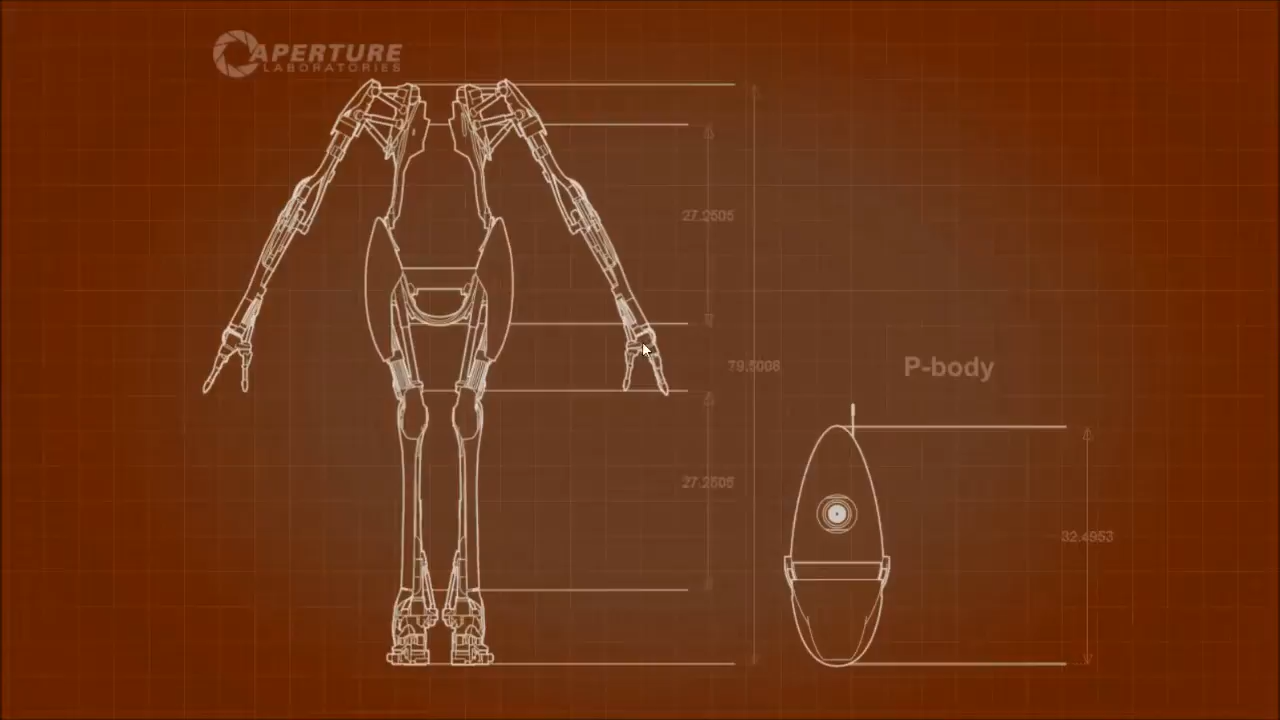 APERTURE
LABORATORIES
27.2505
79.5008
P-body
27.2505
32.4953